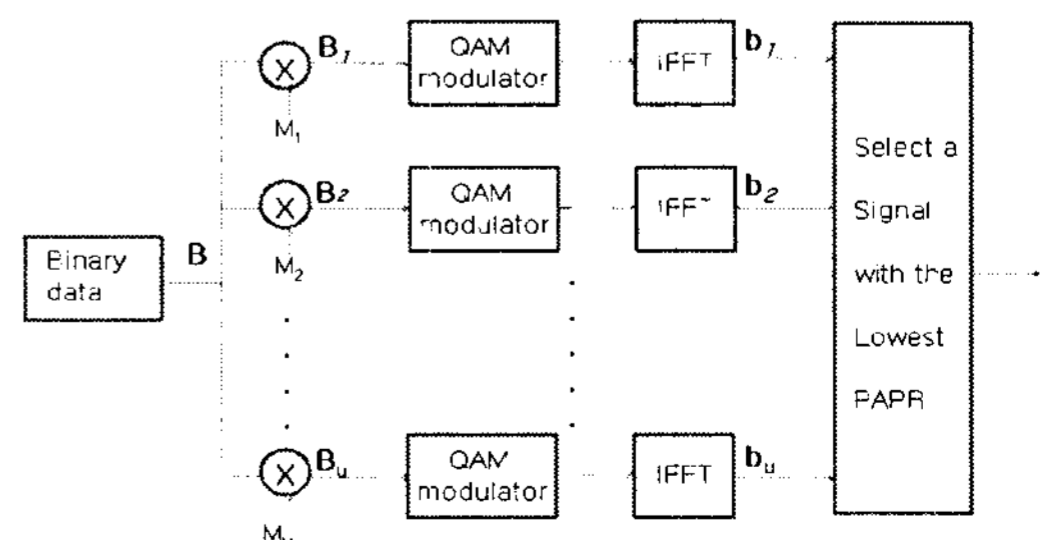 B1
QAM
modulator
IFFT
b1
M1
B2
QAM
modulator
IFFT
b2
M2
Binary
data
B
Select a
Signal
with the
Lowest
PAPR
Bu
QAM
modulator
IFFT
bu